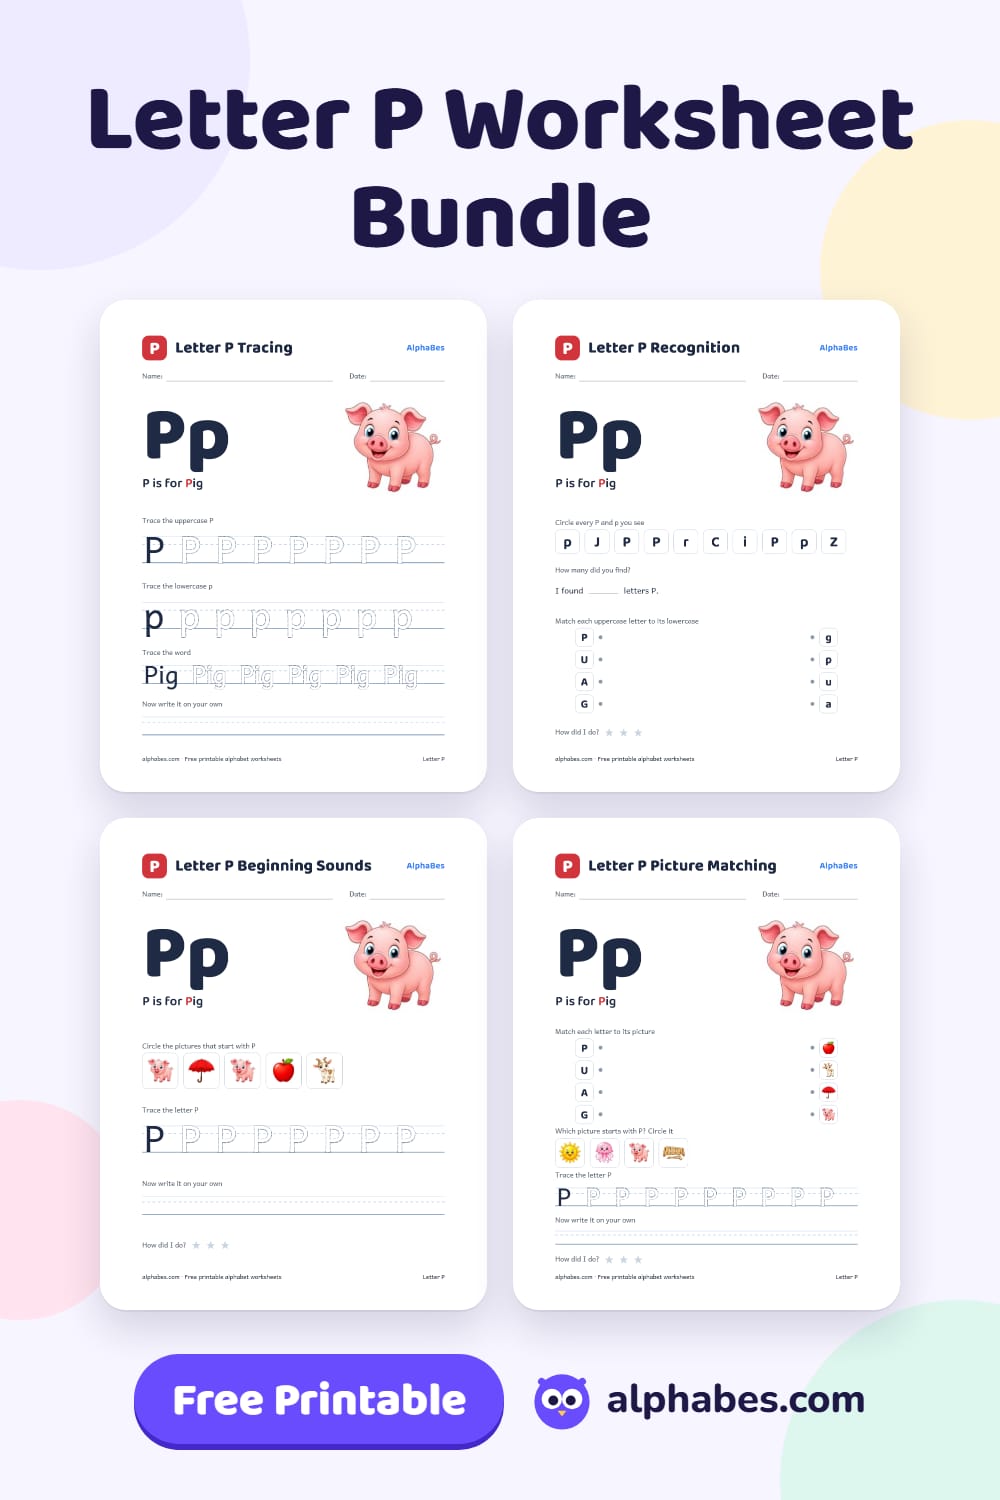 Letter P Worksheet
Bundle
P Letter P Tracing AlphaBes
Name: Date:
Pp
P is for Pig
Trace the uppercase P
P P P P P P P P
Trace the lowercase p
p p p p p p p p
Trace the word
Pig Pig Pig Pig Pig Pig
Now write it on your own
alphabes.com Free printable alphabet worksheets Letter P
P Letter P Recognition AlphaBes
Name: Date:
Pp
P is for Pig
Circle every P and p you see
p J P P r C i P p Z
How many did you find?
I found ______ letters P.
Match each uppercase letter to its lowercase
P g
U p
A u
G a
How did I do? ★ ★ ★
alphabes.com Free printable alphabet worksheets Letter P
P Letter P Beginning Sounds AlphaBes
Name: Date:
Pp
P is for Pig
Circle the pictures that start with P
Trace the letter P
P P P P P P P P
Now write it on your own
How did I do? ★ ★ ★
alphabes.com Free printable alphabet worksheets Letter P
P Letter P Picture Matching AlphaBes
Name: Date:
Pp
P is for Pig
Match each letter to its picture
P
U
A
G
Which picture starts with P? Circle it
Trace the letter P
P P P P P P P P P P
Now write it on your own
How did I do? ★ ★ ★
alphabes.com Free printable alphabet worksheets Letter P
Free Printable alphabes.com